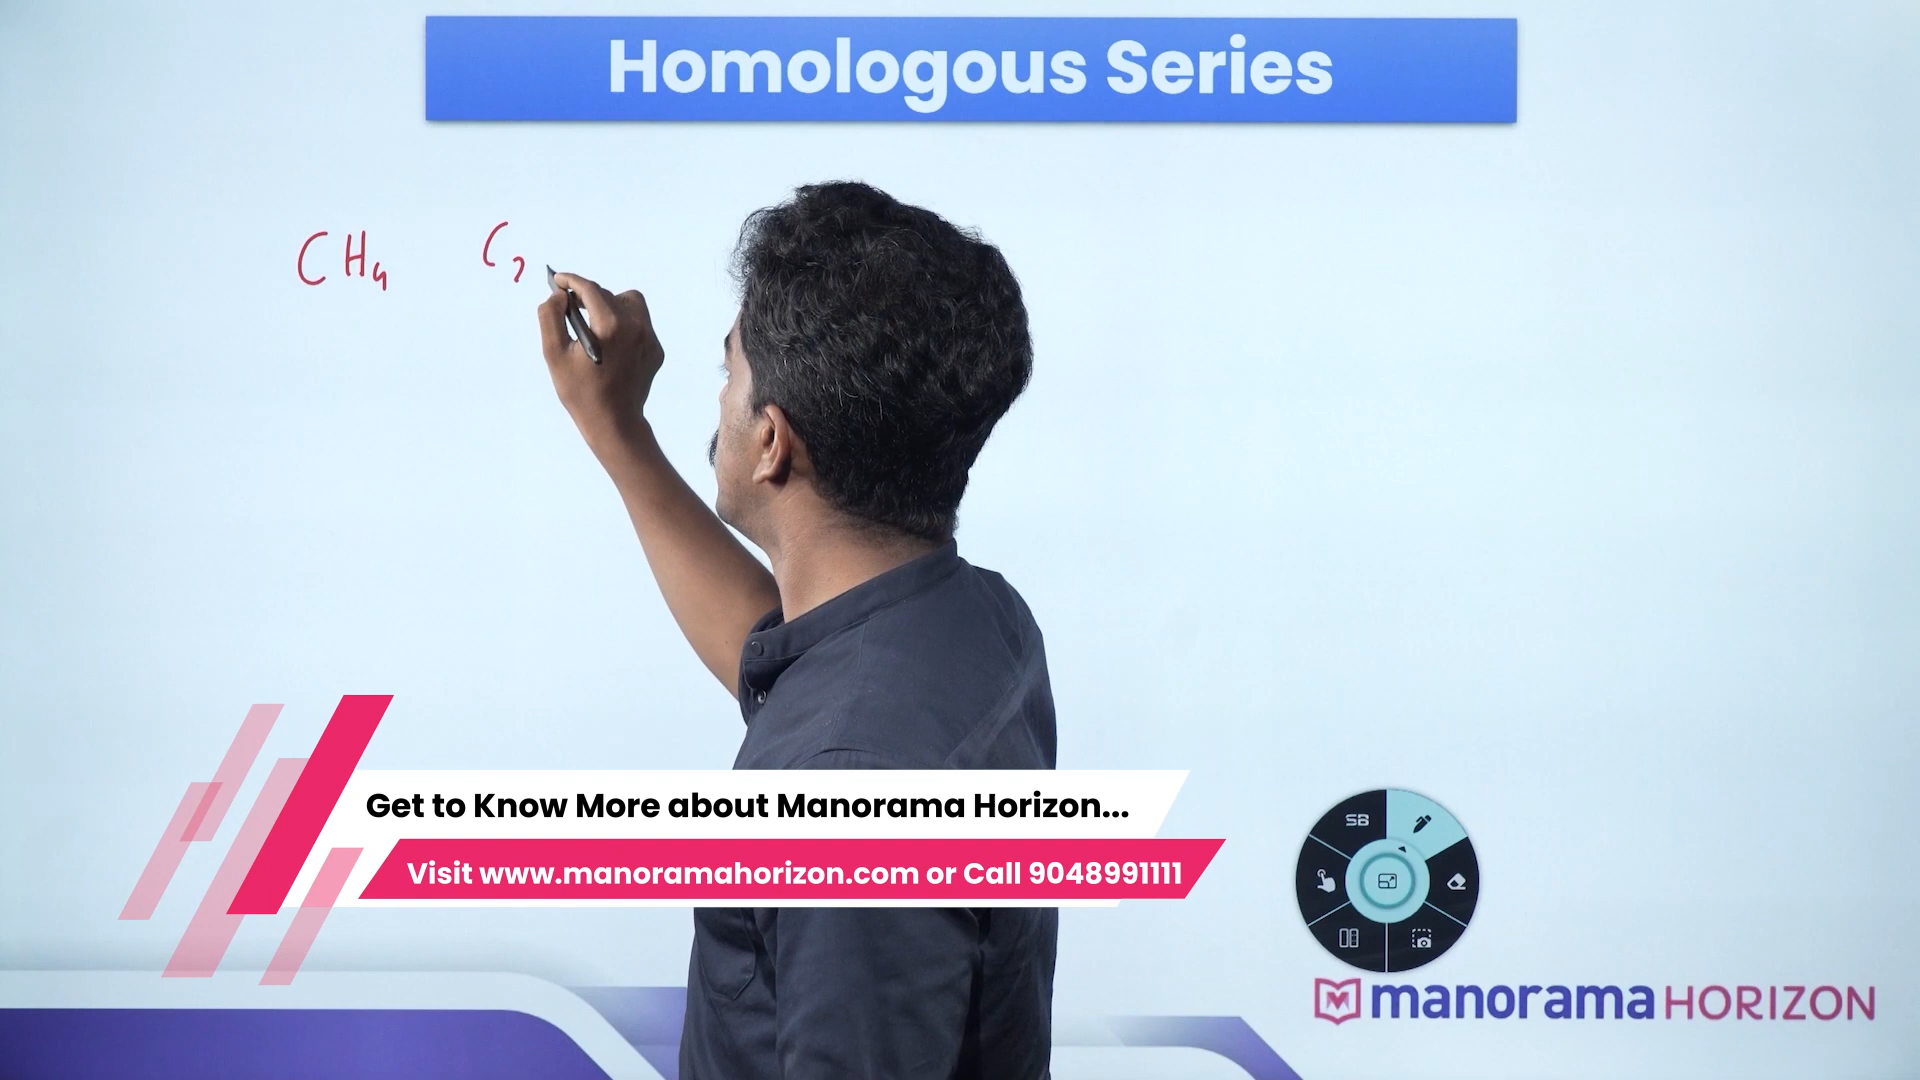 Homologous Series
CH4 C2
Get to Know More about Manorama Horizon...
Visit www.manoramahorizon.com or Call 9048991111
SB
manorama HORIZON